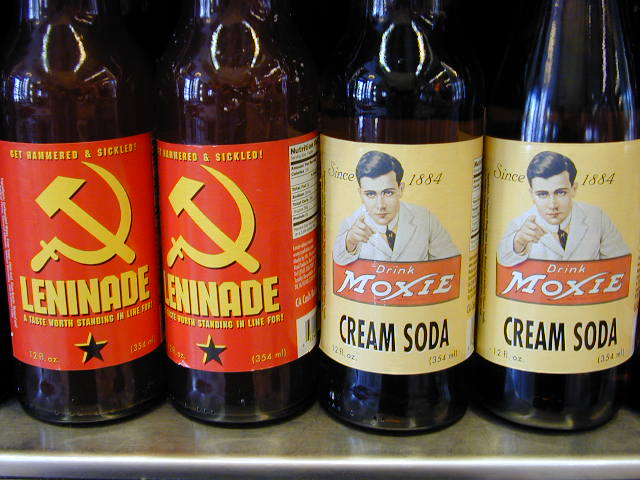 GET HAMMERED & SICKLED!
LENINADE
A TASTE WORTH STANDING IN LINE FOR!
12 fl. oz. (354 ml)
HAMMERED & SICKLED!
LENINADE
TASTE WORTH STANDING IN LINE FOR!
fl. oz. (354 ml)
Nutrition
Since 1884
Drink
MOXIE
CREAM SODA
12 fl. oz. (354 ml)
Since 1884
Drink
MOXIE
CREAM SODA
12 fl. oz. (354 ml)